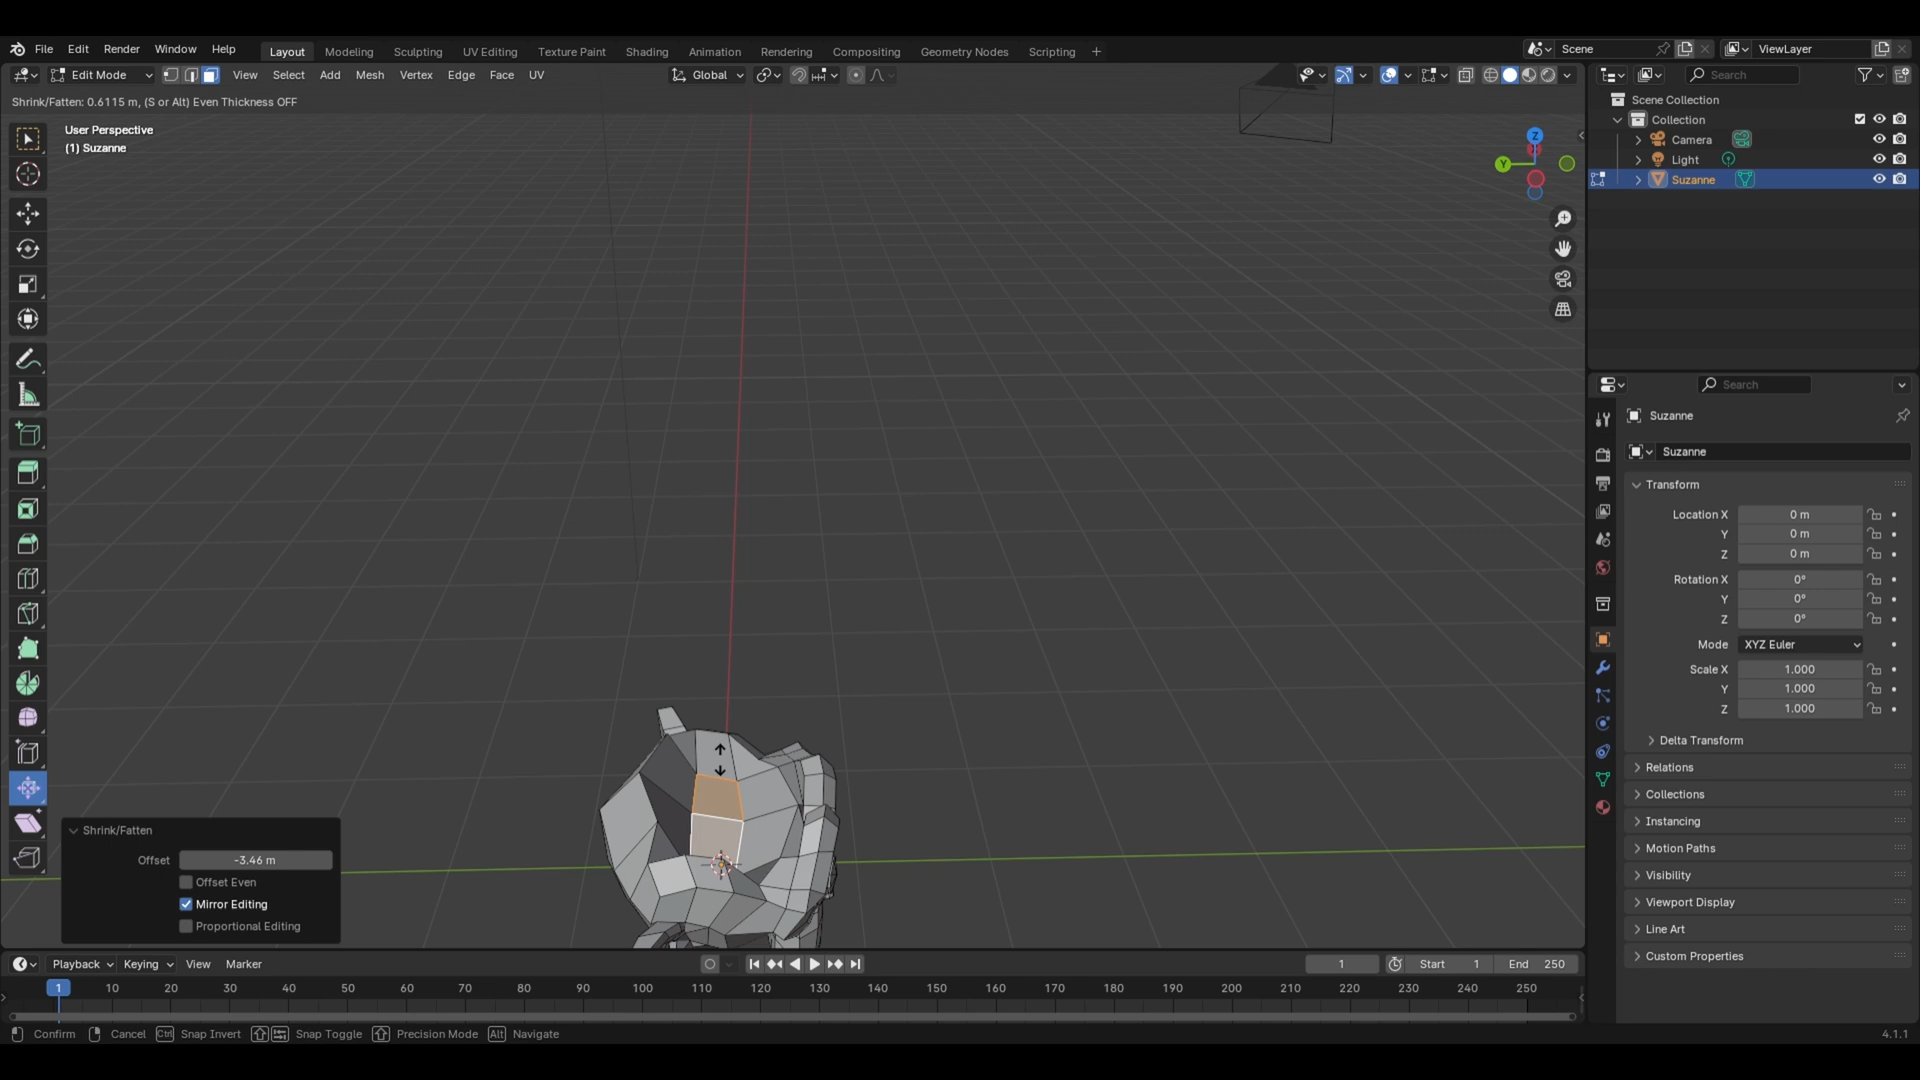 File Edit Render Window Help Layout Modeling Sculpting UV Editing Texture Paint Shading Animation Rendering Compositing Geometry Nodes Scripting + Scene ViewLayer
Edit Mode View Select Add Mesh Vertex Edge Face UV Global Search
Shrink/Fatten: 0.6115 m, (S or Alt) Even Thickness OFF
User Perspective
(1) Suzanne
Z
Y
Scene Collection
Collection
Camera
Light
Suzanne
Search
Suzanne
Suzanne
Transform
Location X 0 m
Y 0 m
Z 0 m
Rotation X 0°
Y 0°
Z 0°
Mode XYZ Euler
Scale X 1.000
Y 1.000
Z 1.000
Delta Transform
Relations
Collections
Instancing
Motion Paths
Visibility
Viewport Display
Line Art
Custom Properties
Shrink/Fatten
Offset -3.46 m
Offset Even
Mirror Editing
Proportional Editing
Playback Keying View Marker 1 Start 1 End 250
1 10 20 30 40 50 60 70 80 90 100 110 120 130 140 150 160 170 180 190 200 210 220 230 240 250
Confirm Cancel Ctrl Snap Invert Snap Toggle Precision Mode Alt Navigate 4.1.1